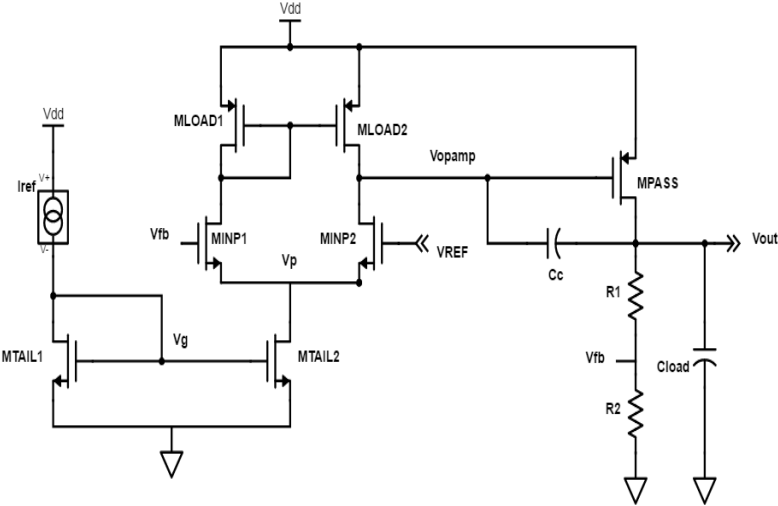 Vdd
Vdd
MLOAD1
MLOAD2
Vopamp
MPASS
V+
Iref
V-
Vfb
MINP1
MINP2
VREF
Vout
Vp
Cc
R1
Vg
MTAIL1
MTAIL2
Vfb
Cload
R2